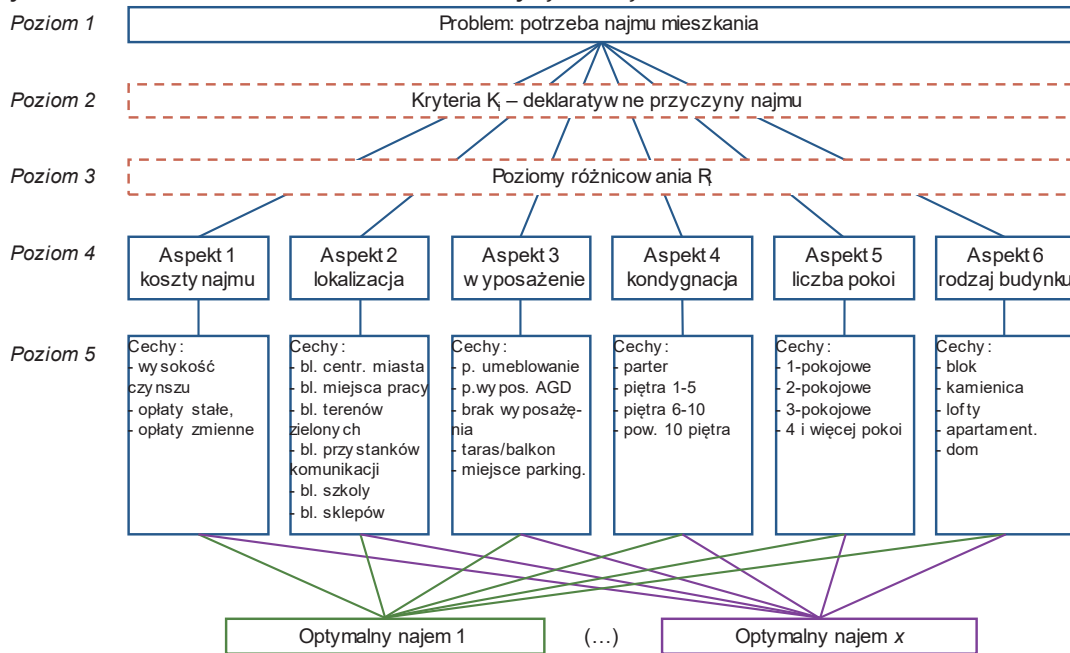 Poziom 1
Problem: potrzeba najmu mieszkania
Poziom 2
Kryteria Ki – deklaratywne przyczyny najmu
Poziom 3
Poziomy różnicowania Ri
Poziom 4
Aspekt 1
koszty najmu
Aspekt 2
lokalizacja
Aspekt 3
wyposażenie
Aspekt 4
kondygnacja
Aspekt 5
liczba pokoi
Aspekt 6
rodzaj budynku
Poziom 5
Cechy:
- wysokość
czynszu
- opłaty stałe,
- opłaty zmienne
Cechy:
- bl. centr. miasta
- bl. miejsca pracy
- bl. terenów
zielonych
- bl. przystanków
komunikacji
- bl. szkoly
- bl. sklepów
Cechy:
- p. umeblowanie
- p.wypos. AGD
- brak wyposażę-
nia
- taras/balkon
- miejsce parking.
Cechy:
- parter
- piętra 1-5
- piętra 6-10
- pow. 10 piętra
Cechy:
- 1-pokojowe
- 2-pokojowe
- 3-pokojowe
- 4 i więcej pokoi
Cechy:
- blok
- kamienica
- lofty
- apartament.
- dom
Optymalny najem 1
(…)
Optymalny najem x